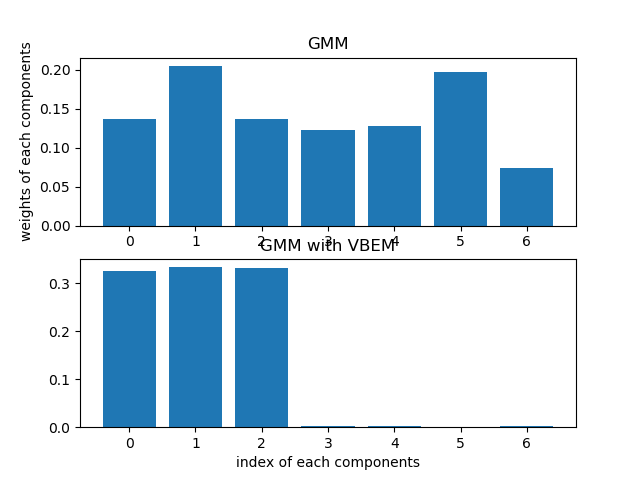 GMM
weights of each components
0.20
0.15
0.10
0.05
0.00
0 1 2 3 4 5 6
GMM with VBEM
0.3
0.2
0.1
0.0
0 1 2 3 4 5 6
index of each components